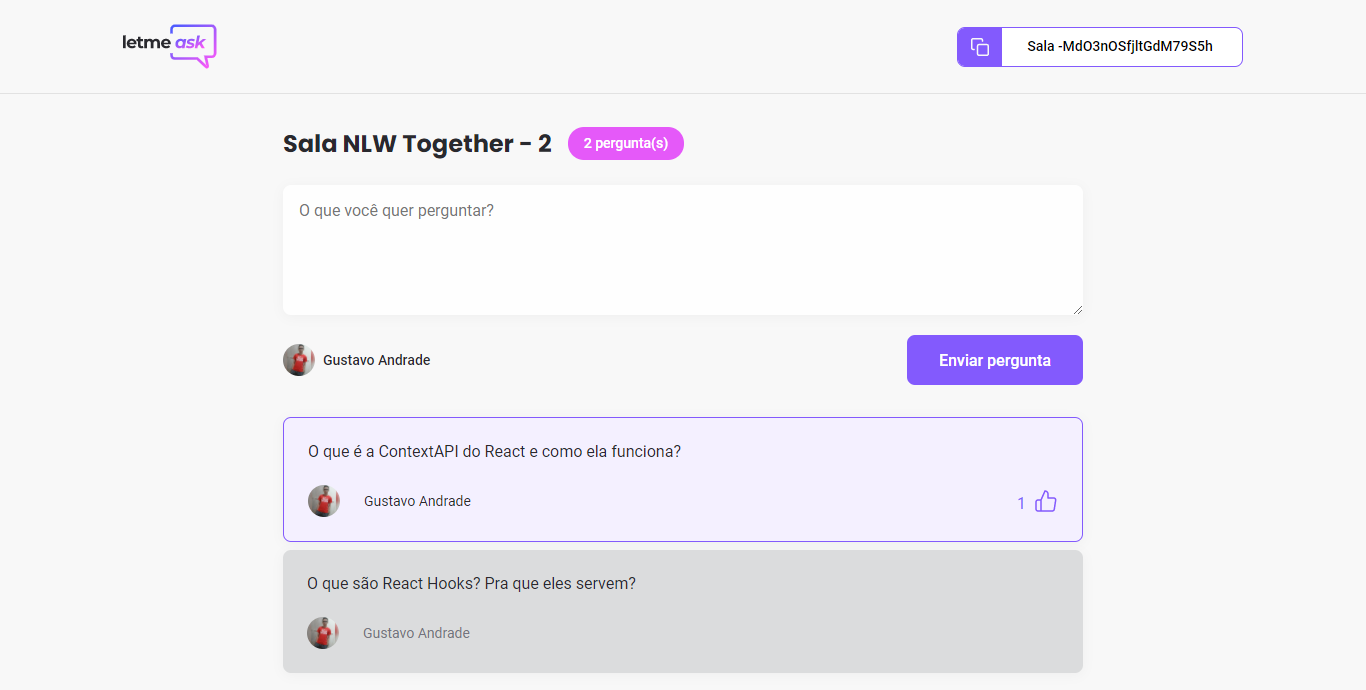 letmeask
Sala -MdO3nOSfjltGdM79S5h
Sala NLW Together - 2
2 pergunta(s)
O que você quer perguntar?
Gustavo Andrade
Enviar pergunta
O que é a ContextAPI do React e como ela funciona?
Gustavo Andrade
1
O que são React Hooks? Pra que eles servem?
Gustavo Andrade